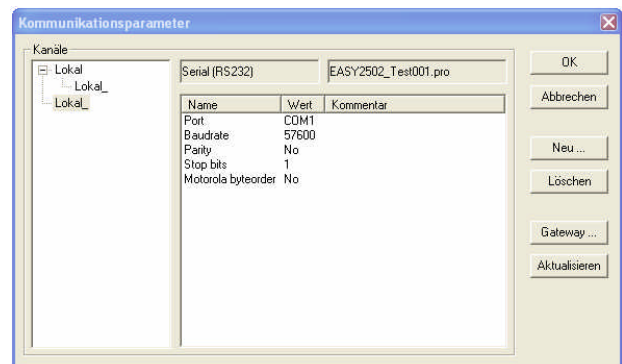 Kommunikationsparameter
Kanäle
Lokal
Lokal_
Lokal_
Serial (RS232)
EASY2502_Test001.pro
Name Wert Kommentar
Port COM1
Baudrate 57600
Parity No
Stop bits 1
Motorola byteorder No
OK
Abbrechen
Neu ...
Löschen
Gateway ...
Aktualisieren